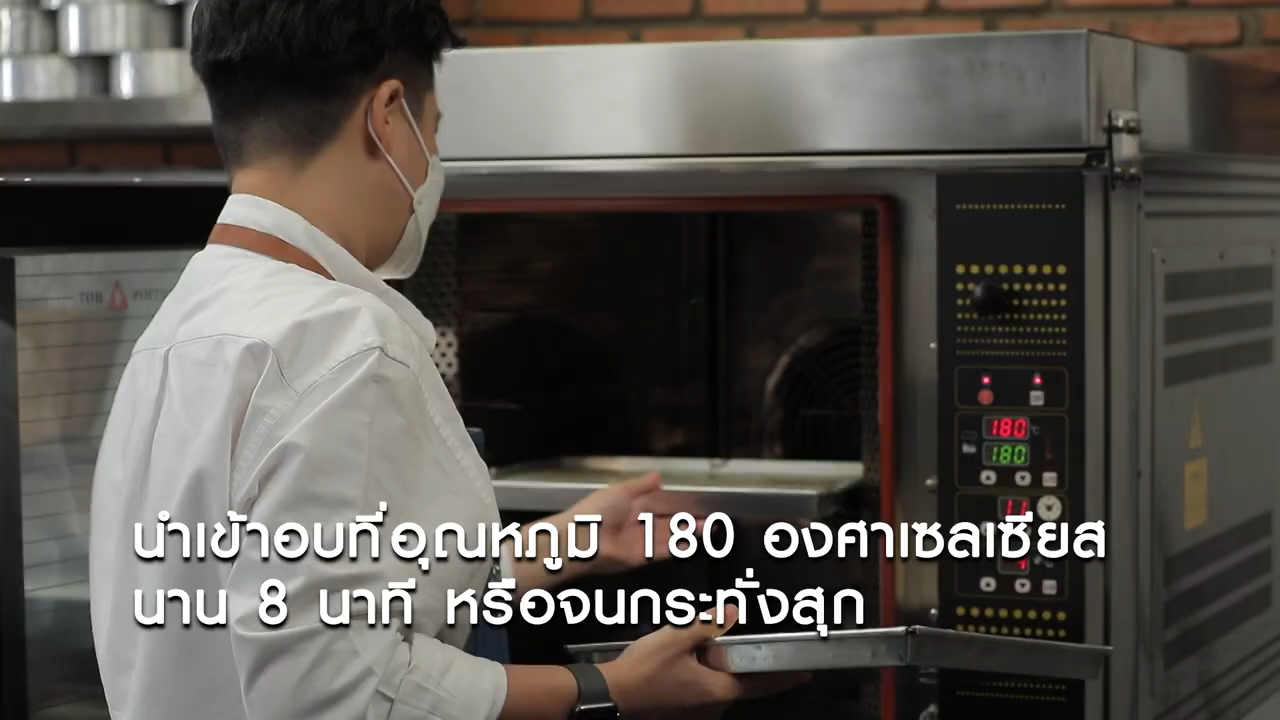 180
180
11
นำเข้าอบที่อุณหภูมิ 180 องศาเซลเซียส
นาน 8 นาที หรือจนกระทั่งสุก